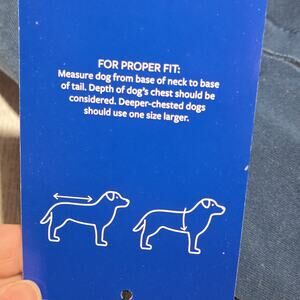 FOR PROPER FIT:
Measure dog from base of neck to base
of tail. Depth of dog's chest should be
considered. Deeper-chested dogs
should use one size larger.